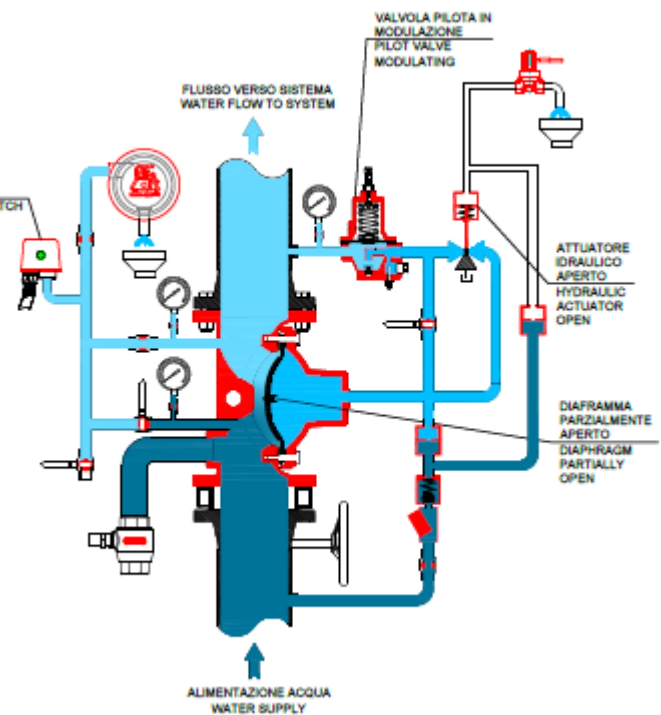 VALVOLA PILOTA IN
MODULAZIONE
PILOT VALVE
MODULATING
FLUSSO VERSO SISTEMA
WATER FLOW TO SYSTEM
TCH
ATTUATORE
IDRAULICO
APERTO
HYDRAULIC
ACTUATOR
OPEN
DIAFRAMMA
PARZIALMENTE
APERTO
DIAPHRAGM
PARTIALLY
OPEN
ALIMENTAZIONE ACQUA
WATER SUPPLY